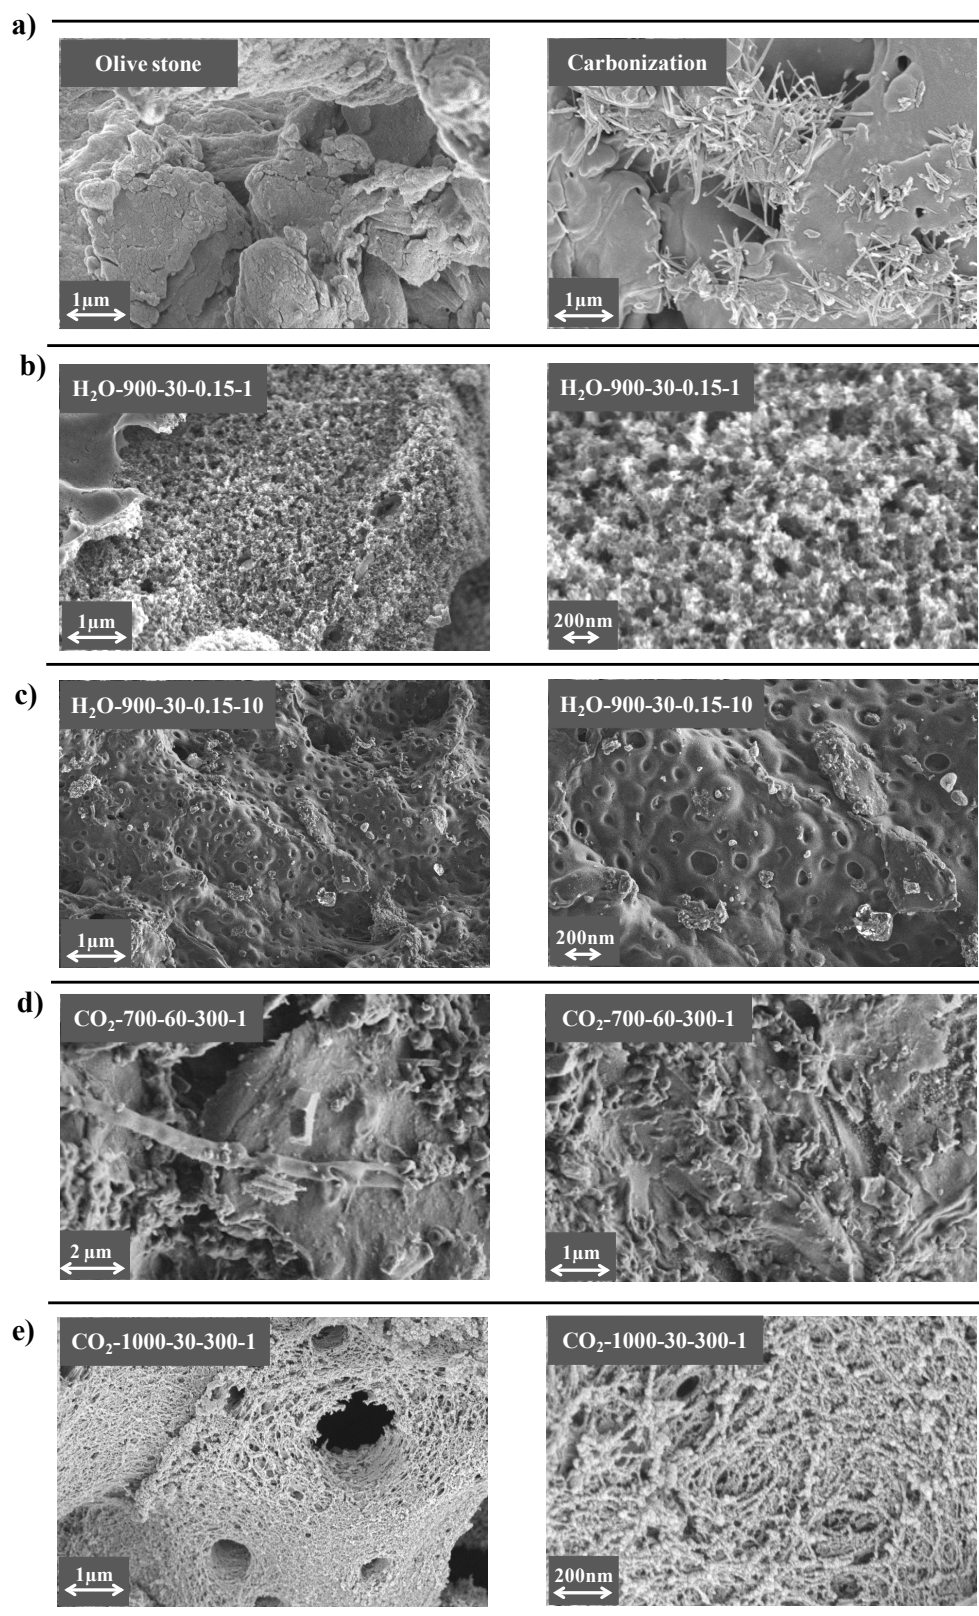 a)
Olive stone
Carbonization
1µm
1µm
b)
H₂O-900-30-0.15-1
H₂O-900-30-0.15-1
1µm
200nm
c)
H₂O-900-30-0.15-10
H₂O-900-30-0.15-10
1µm
200nm
d)
CO₂-700-60-300-1
CO₂-700-60-300-1
2 µm
1µm
e)
CO₂-1000-30-300-1
CO₂-1000-30-300-1
1µm
200nm